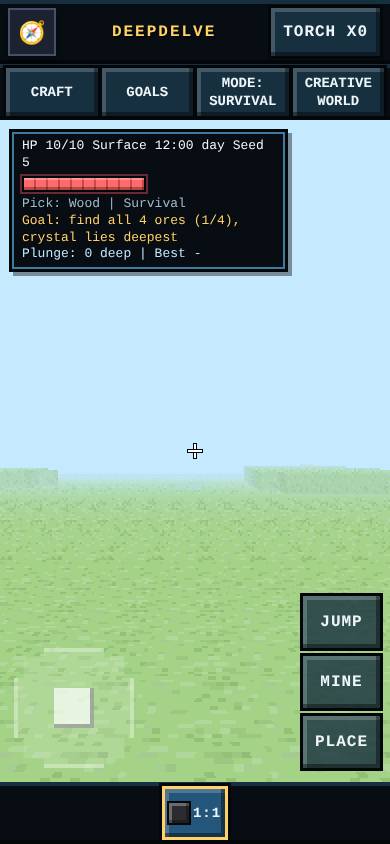 DEEPDELVE
TORCH X0
CRAFT
GOALS
MODE:
SURVIVAL
CREATIVE
WORLD
HP 10/10 Surface 12:00 day Seed
5
Pick: Wood | Survival
Goal: find all 4 ores (1/4),
crystal lies deepest
Plunge: 0 deep | Best -
JUMP
MINE
PLACE
1:1